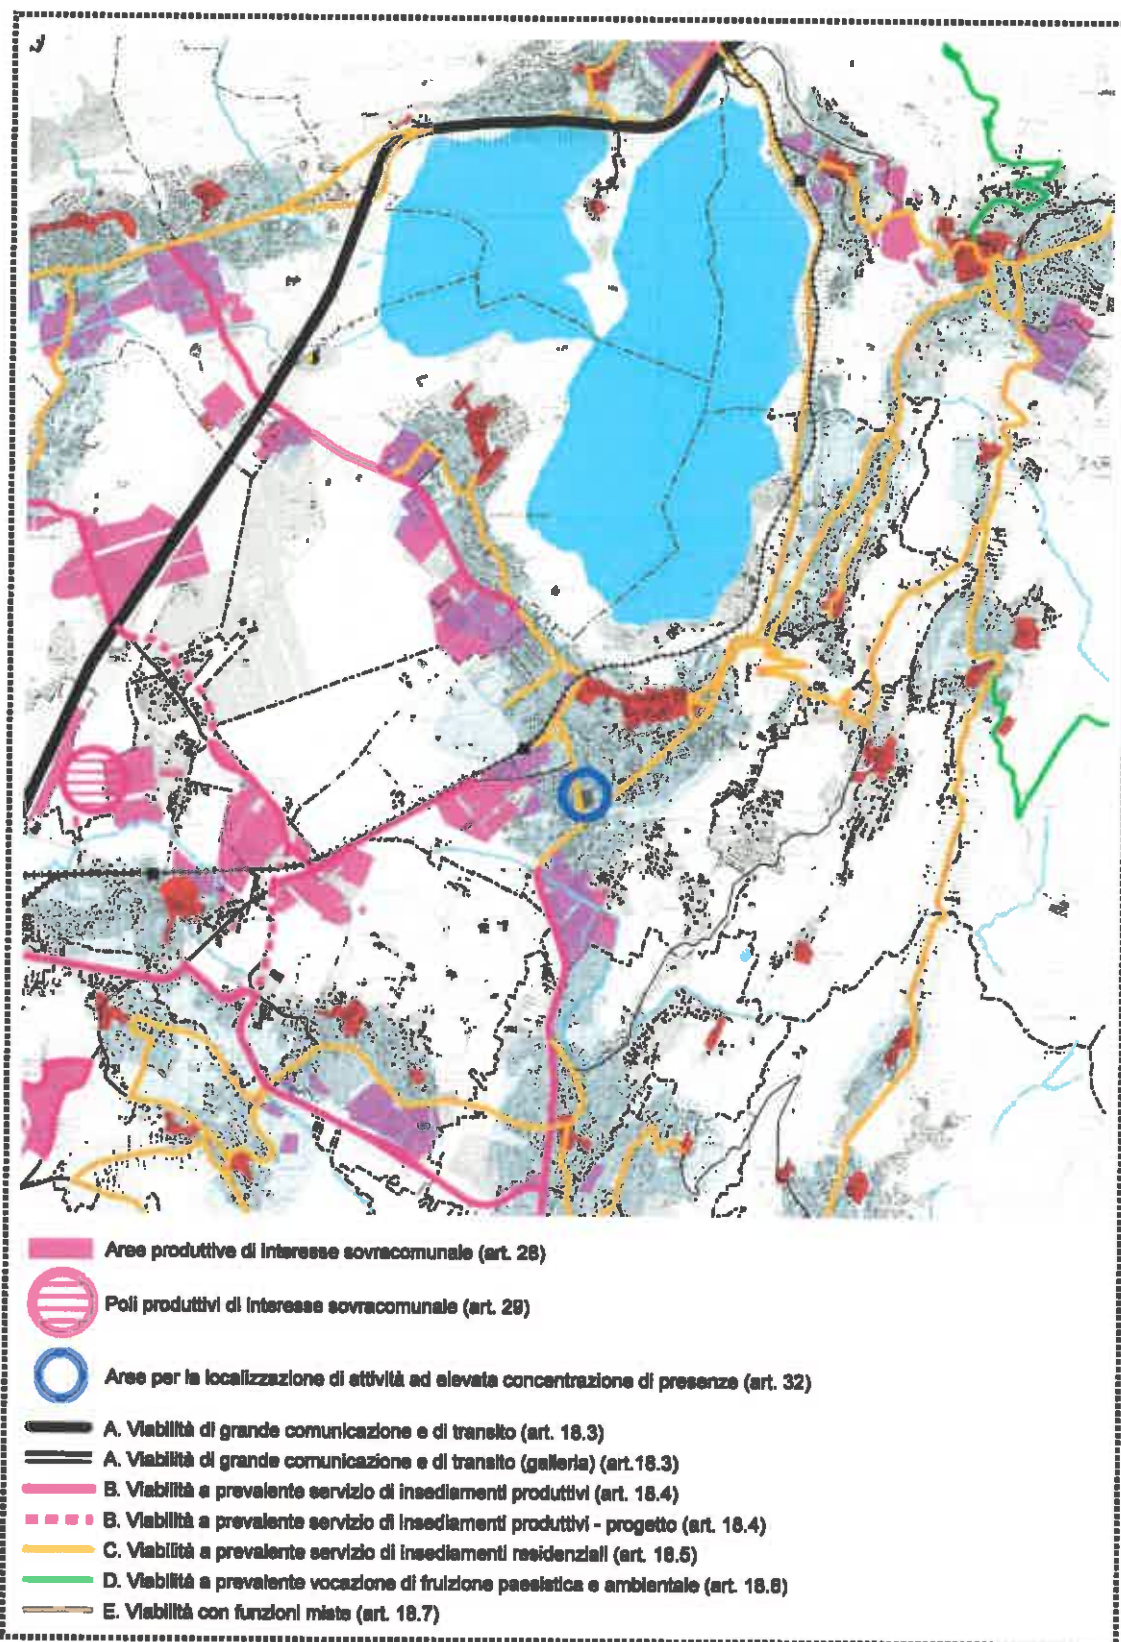 Aree produttive di interesse sovracomunale (art. 28)
Poli produttivi di interesse sovracomunale (art. 29)
Aree per la localizzazione di attività ad elevata concentrazione di presenze (art. 32)
A. Viabilità di grande comunicazione e di transito (art. 18.3)
A. Viabilità di grande comunicazione e di transito (galleria) (art.18.3)
B. Viabilità a prevalente servizio di insediamenti produttivi (art. 18.4)
B. Viabilità a prevalente servizio di insediamenti produttivi - progetto (art. 18.4)
C. Viabilità a prevalente servizio di insediamenti residenziali (art. 18.5)
D. Viabilità a prevalente vocazione di fruizione paesistica e ambientale (art. 18.6)
E. Viabilità con funzioni miste (art. 18.7)